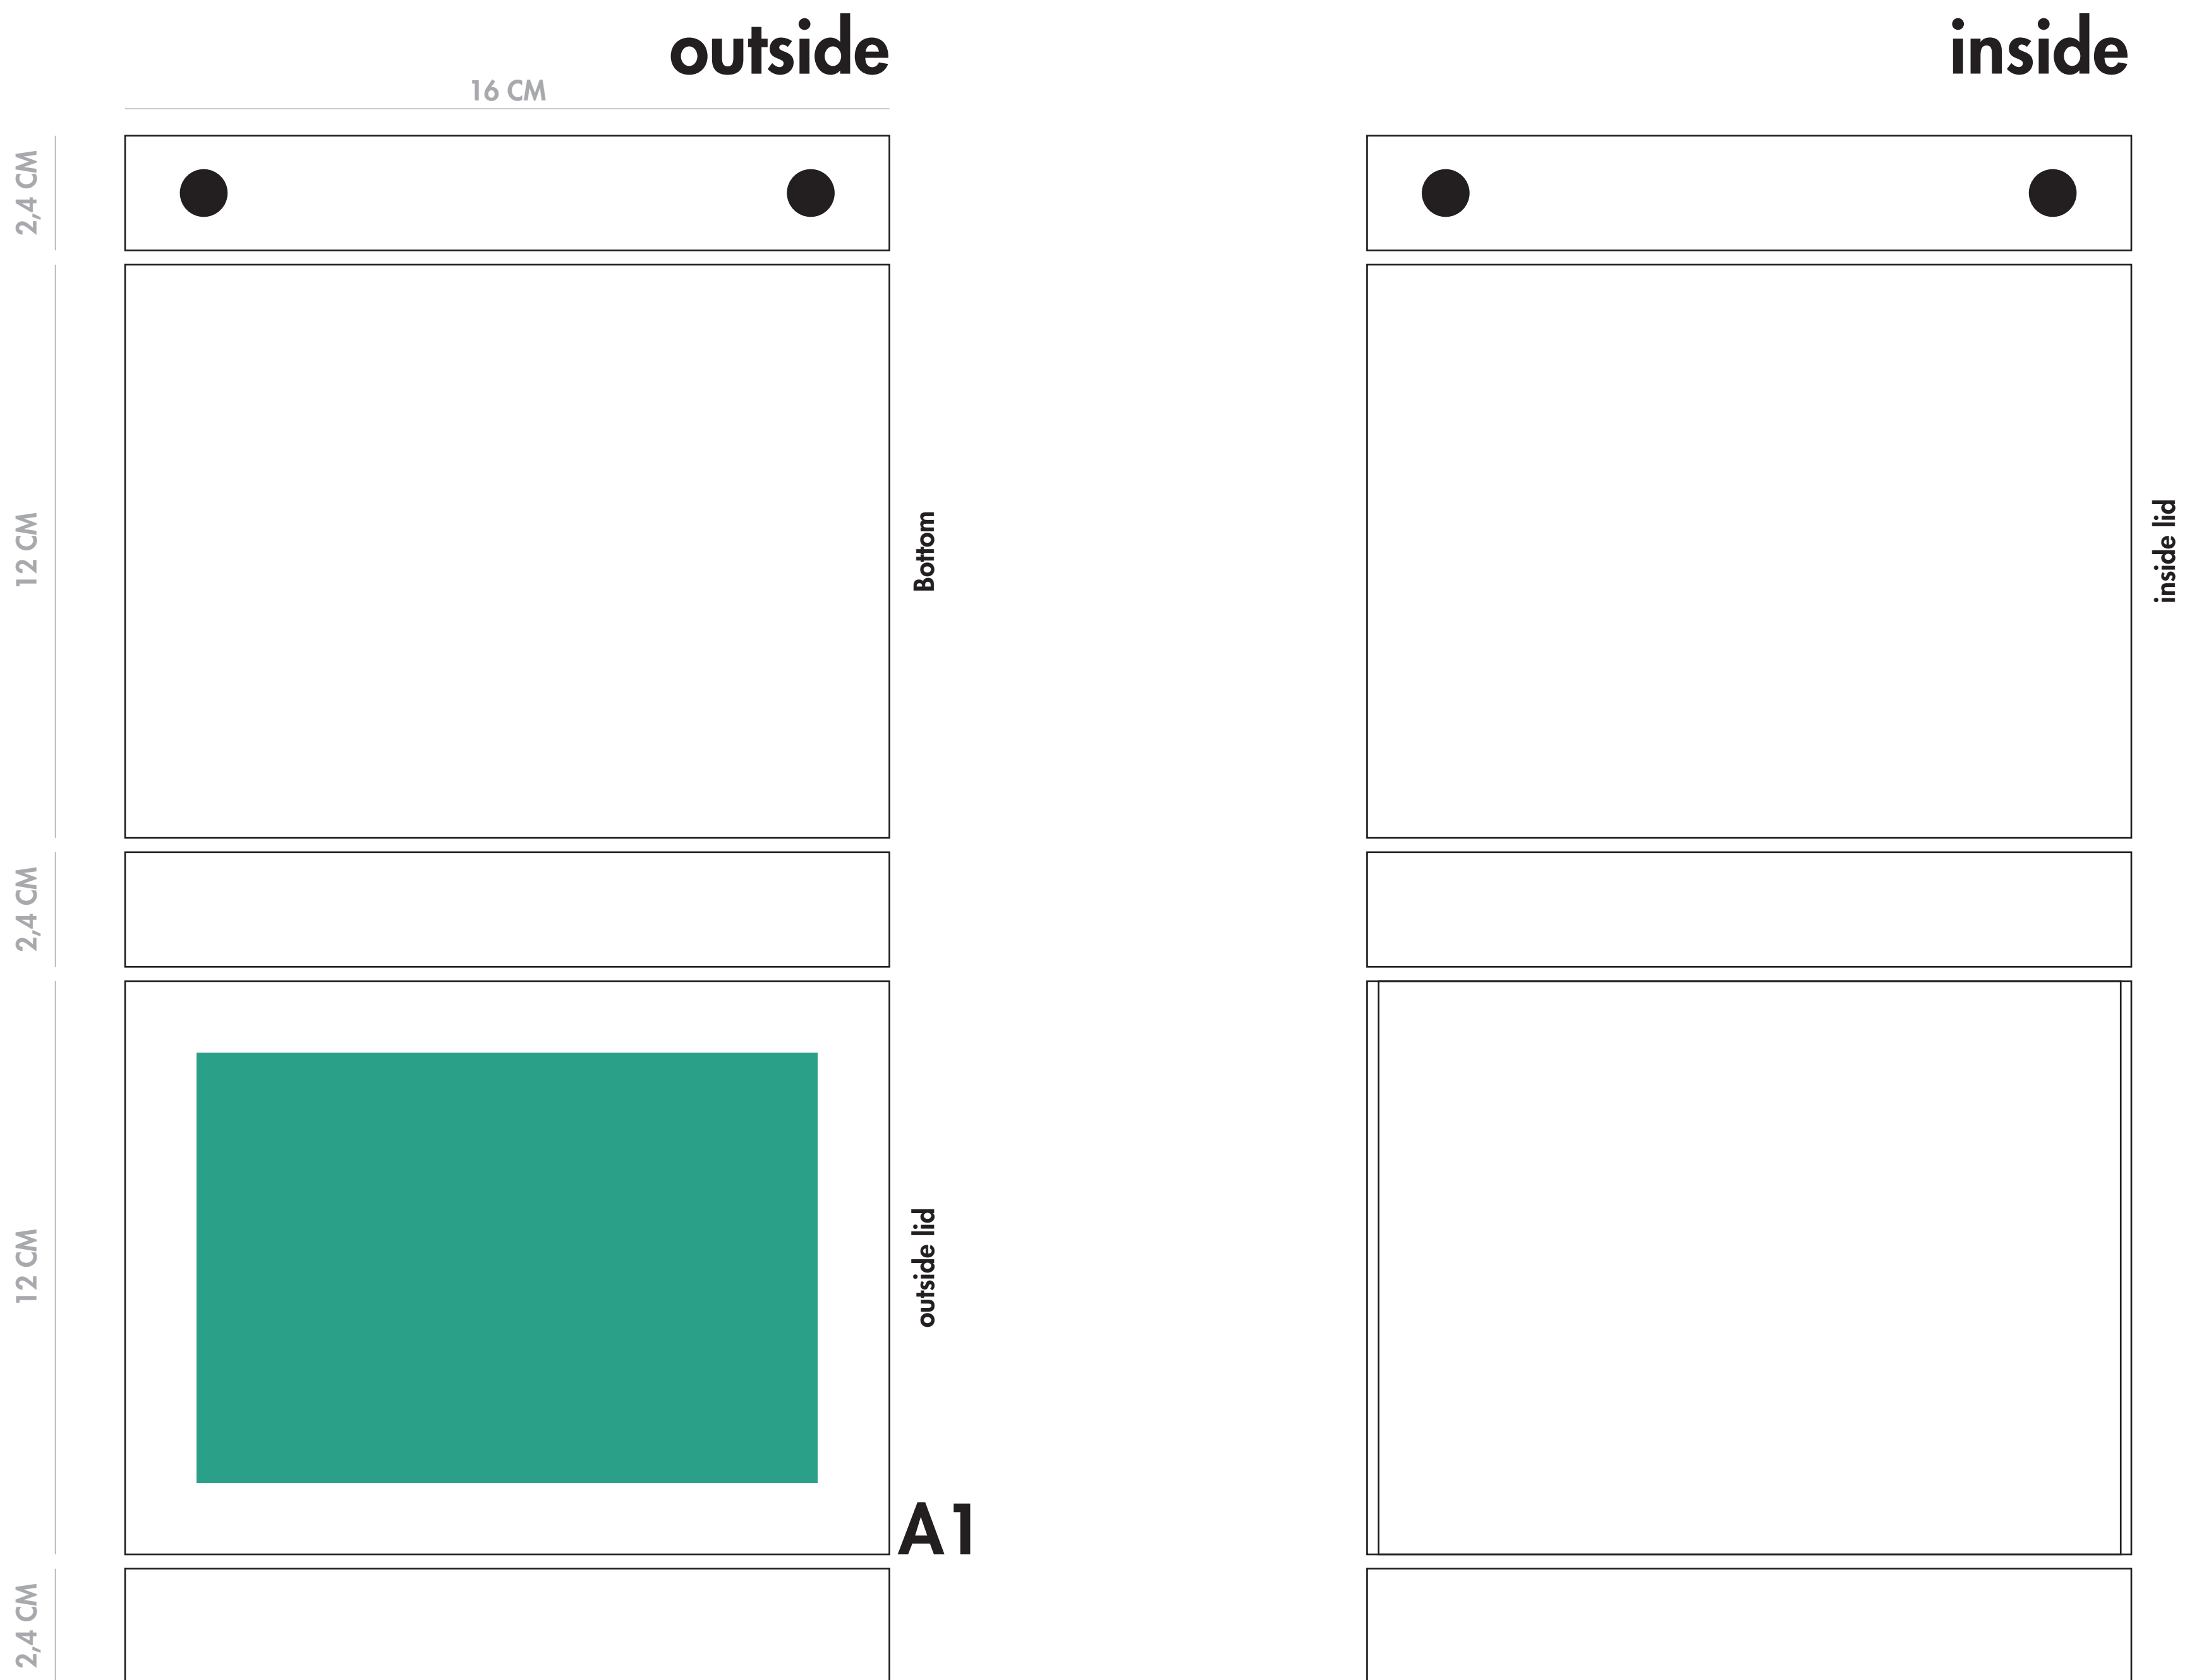 outside
inside
16 CM
2,4 CM
12 CM
Bottom
inside lid
2,4 CM
12 CM
outside lid
A1
2,4 CM